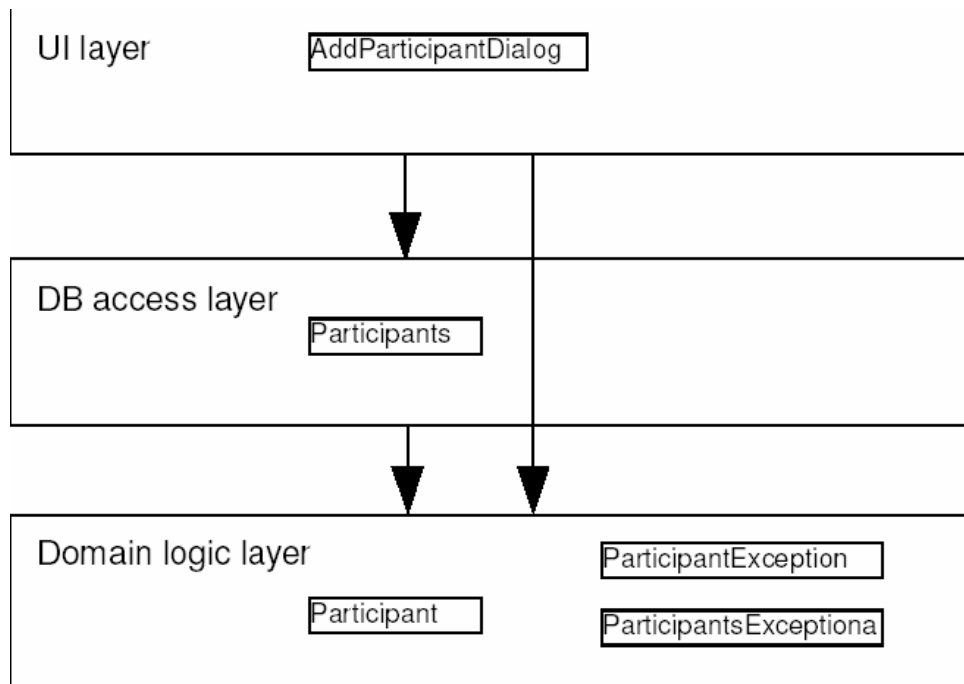 UI layer
AddParticipantDialog
DB access layer
Participants
Domain logic layer
ParticipantException
Participant
ParticipantsExceptiona